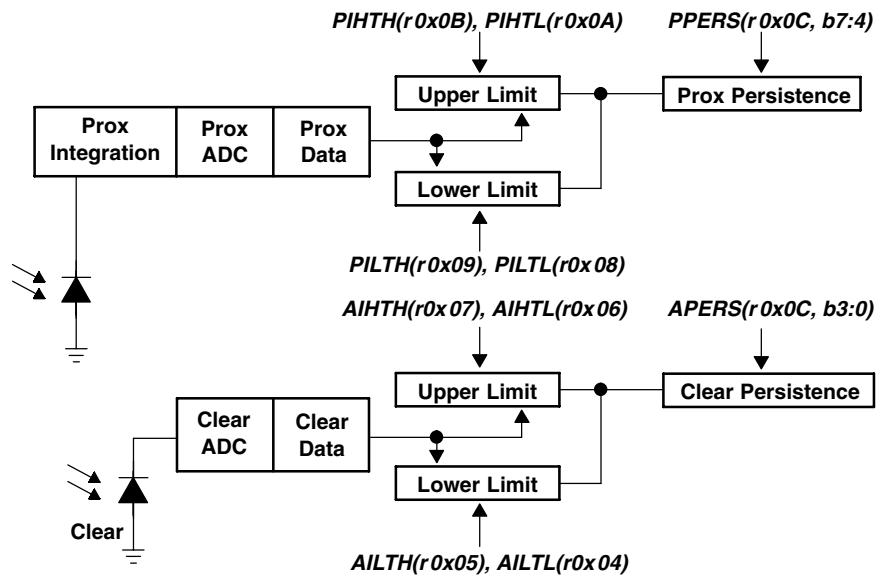 PIHTH(r0x0B), PIHTL(r0x0A)
PPERS(r0x0C, b7:4)
Upper Limit
Prox Persistence
Prox
Integration
Prox
ADC
Prox
Data
Lower Limit
PILTH(r0x09), PILTL(r0x08)
AIHTH(r0x07), AIHTL(r0x06)
APERS(r0x0C, b3:0)
Upper Limit
Clear Persistence
Clear
ADC
Clear
Data
Lower Limit
Clear
AILTH(r0x05), AILTL(r0x04)